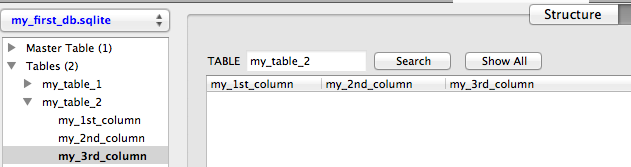 my_first_db.sqlite
Structure
Master Table (1)
Tables (2)
my_table_1
my_table_2
my_1st_column
my_2nd_column
my_3rd_column
TABLE my_table_2 Search Show All
my_1st_column my_2nd_column my_3rd_column